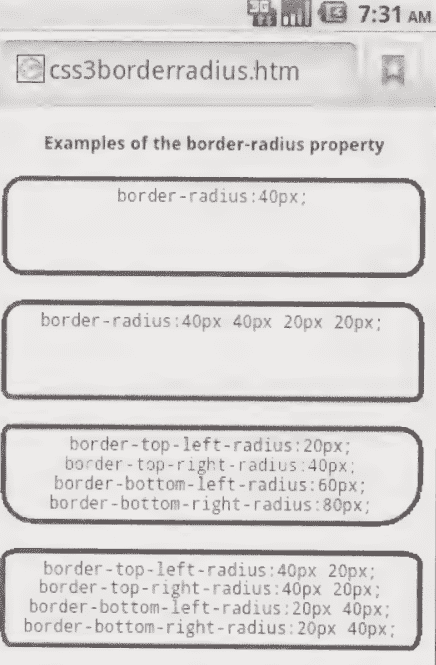 3G 7:31 AM
css3borderradius.htm
Examples of the border-radius property
border-radius:40px;
border-radius:40px 40px 20px 20px;
border-top-left-radius:20px;
border-top-right-radius:40px;
border-bottom-left-radius:60px;
border-bottom-right-radius:80px;
border-top-left-radius:40px 20px;
border-top-right-radius:40px 20px;
border-bottom-left-radius:20px 40px;
border-bottom-right-radius:20px 40px;